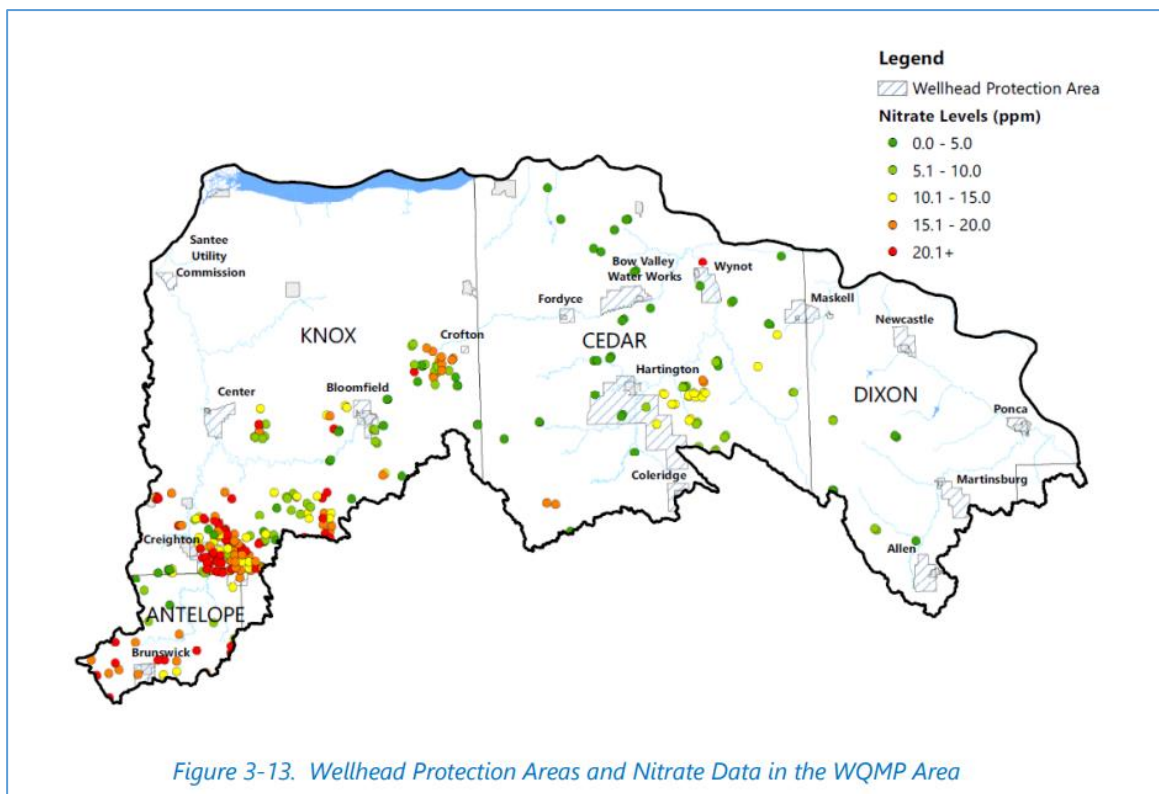 Legend
Wellhead Protection Area
Nitrate Levels (ppm)
0.0 - 5.0
5.1 - 10.0
10.1 - 15.0
15.1 - 20.0
20.1+
Santee
Utility
Commission
Bow Valley
Water Works
Wynot
Fordyce
Maskell
Newcastle
KNOX
Crofton
CEDAR
Hartington
DIXON
Center
Bloomfield
Ponca
Coleridge
Martinsburg
Creighton
Allen
ANTELOPE
Brunswick
Figure 3-13. Wellhead Protection Areas and Nitrate Data in the WQMP Area